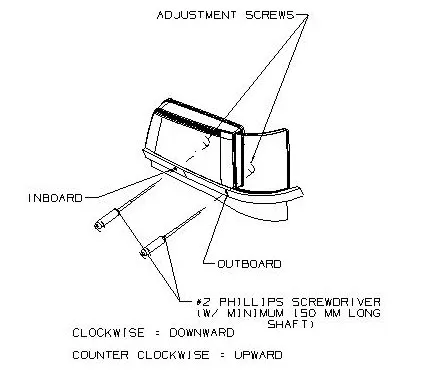 ADJUSTMENT SCREWS
INBOARD
OUTBOARD
#2 PHILLIPS SCREWDRIVER
(W/ MINIMUM 150 MM LONG
SHAFT)
CLOCKWISE = DOWNWARD
COUNTER CLOCKWISE = UPWARD